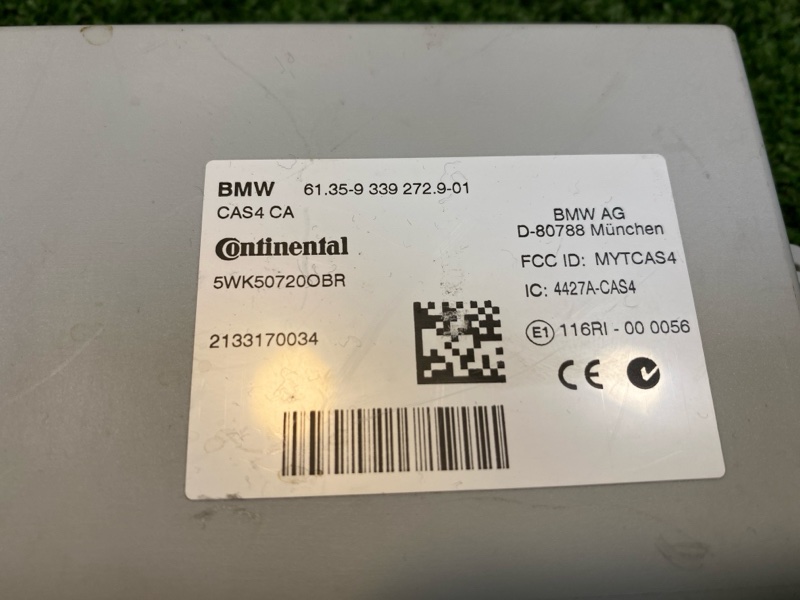 BMW 61.35-9 339 272.9-01
CAS4 CA
Continental
5WK50720OBR
2133170034
BMW AG
D-80788 München
FCC ID: MYTCAS4
IC: 4427A-CAS4
E1 116RI - 00 0056
CE